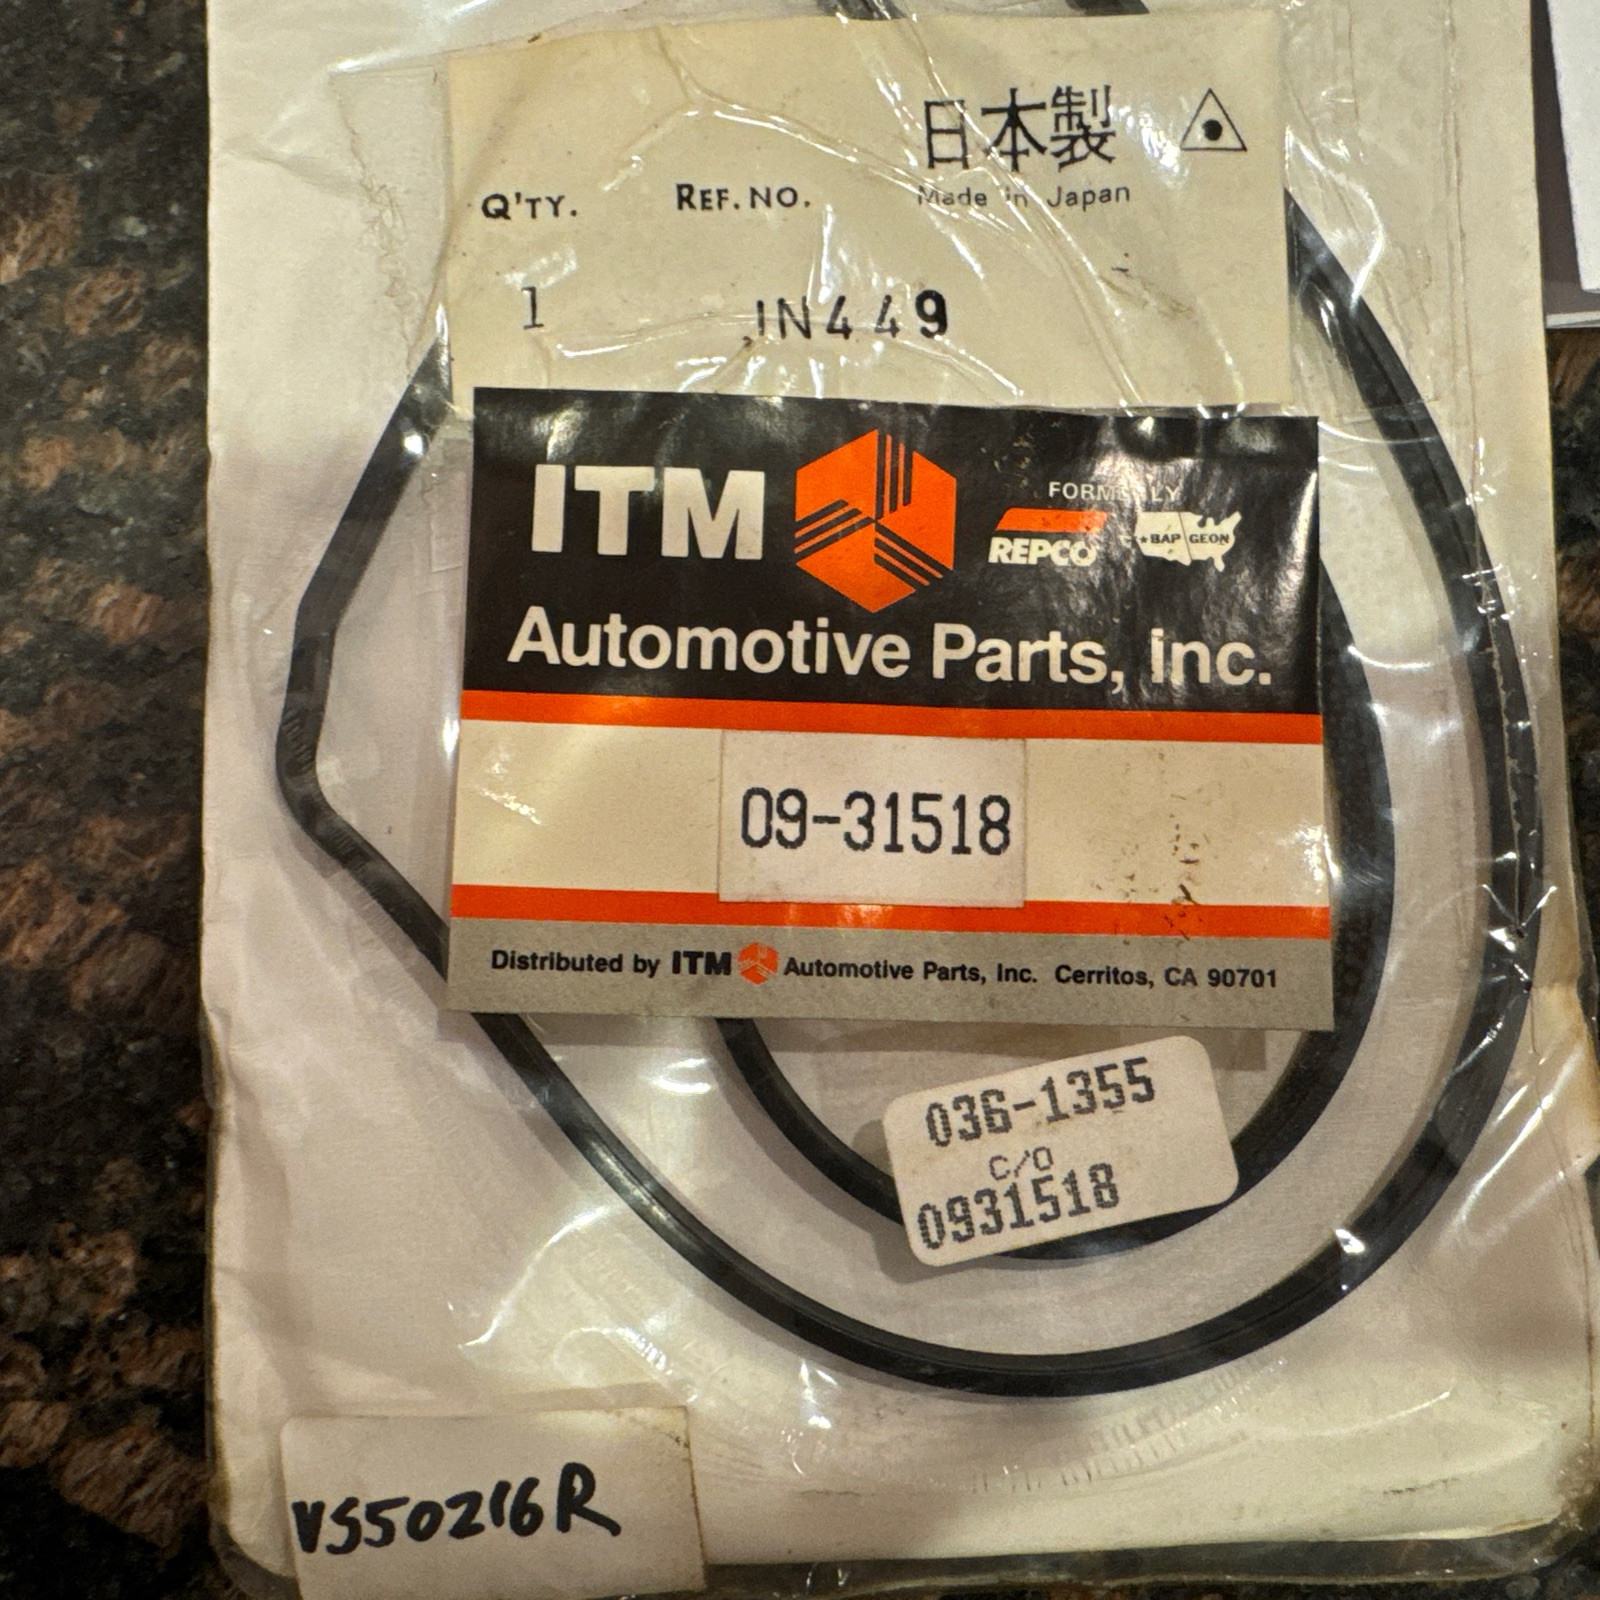 日本製
Made in Japan
Q'TY. REF. NO.
1 JN449
ITM
FORMERLY
REPCO
BAP GEON
Automotive Parts, Inc.
09-31518
Distributed by ITM Automotive Parts, Inc. Cerritos, CA 90701
036-1355
C/O
0931518
VS50216R